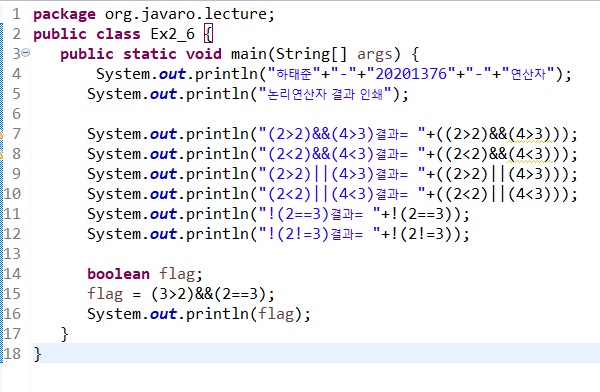 1 package org.javaro.lecture;
2 public class Ex2_6 {
3 public static void main(String[] args) {
4 System.out.println("하태준"+"-"+"20201376"+"-"+"연산자");
5 System.out.println("논리연산자 결과 인쇄");
6
7 System.out.println("(2>2)&&(4>3)결과= "+((2>2)&&(4>3)));
8 System.out.println("(2<2)&&(4<3)결과= "+((2<2)&&(4<3)));
9 System.out.println("(2>2)||(4>3)결과= "+((2>2)||(4>3)));
10 System.out.println("(2<2)||(4<3)결과= "+((2<2)||(4<3)));
11 System.out.println("!(2==3)결과= "+!(2==3));
12 System.out.println("!(2!=3)결과= "+!(2!=3));
13
14 boolean flag;
15 flag = (3>2)&&(2==3);
16 System.out.println(flag);
17 }
18 }